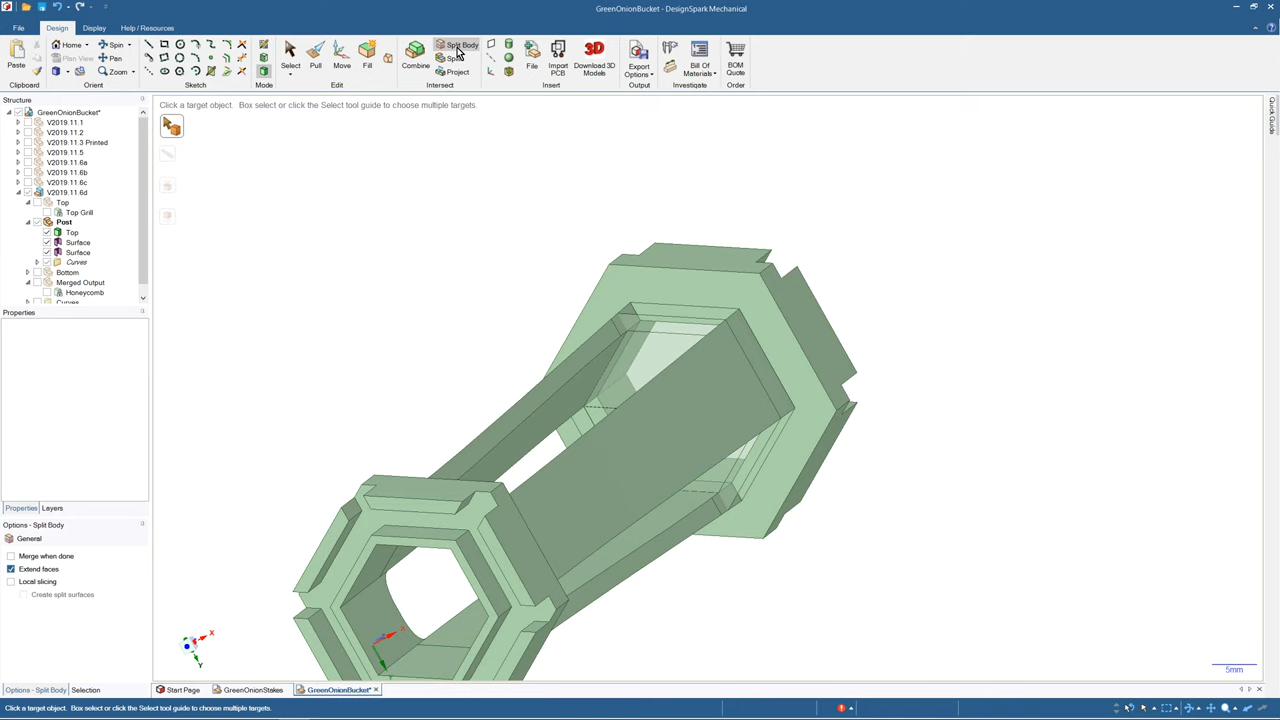 GreenOnionBucket - DesignSpark Mechanical
File Design Display Help / Resources
Home Spin Split Body
Plan View Pan
Zoom Project
Paste Select Pull Move Fill Combine File Import PCB Download 3D Models Export Options Bill of Materials BOM Quote
Clipboard Orient Sketch Mode Edit Intersect Insert Output Investigate Order
Structure
Click a target object. Box select or click the Select tool guide to choose multiple targets.
Quick Guide
GreenOnionBucket*
V2019.11.1
V2019.11.2
V2019.11.3 Printed
V2019.11.5
V2019.11.6a
V2019.11.6b
V2019.11.6c
V2019.11.6d
Top
Top Grill
Post
Top
Surface
Surface
Curves
Bottom
Merged Output
Honeycomb
Curves
Properties
Properties Layers
Options - Split Body
General
Merge when done
Extend faces
Local slicing
Create split surfaces
X
Y
X
5mm
Options - Split Body Selection
Start Page GreenOnionStakes GreenOnionBucket*
Click a target object. Box select or click the Select tool guide to choose multiple targets.